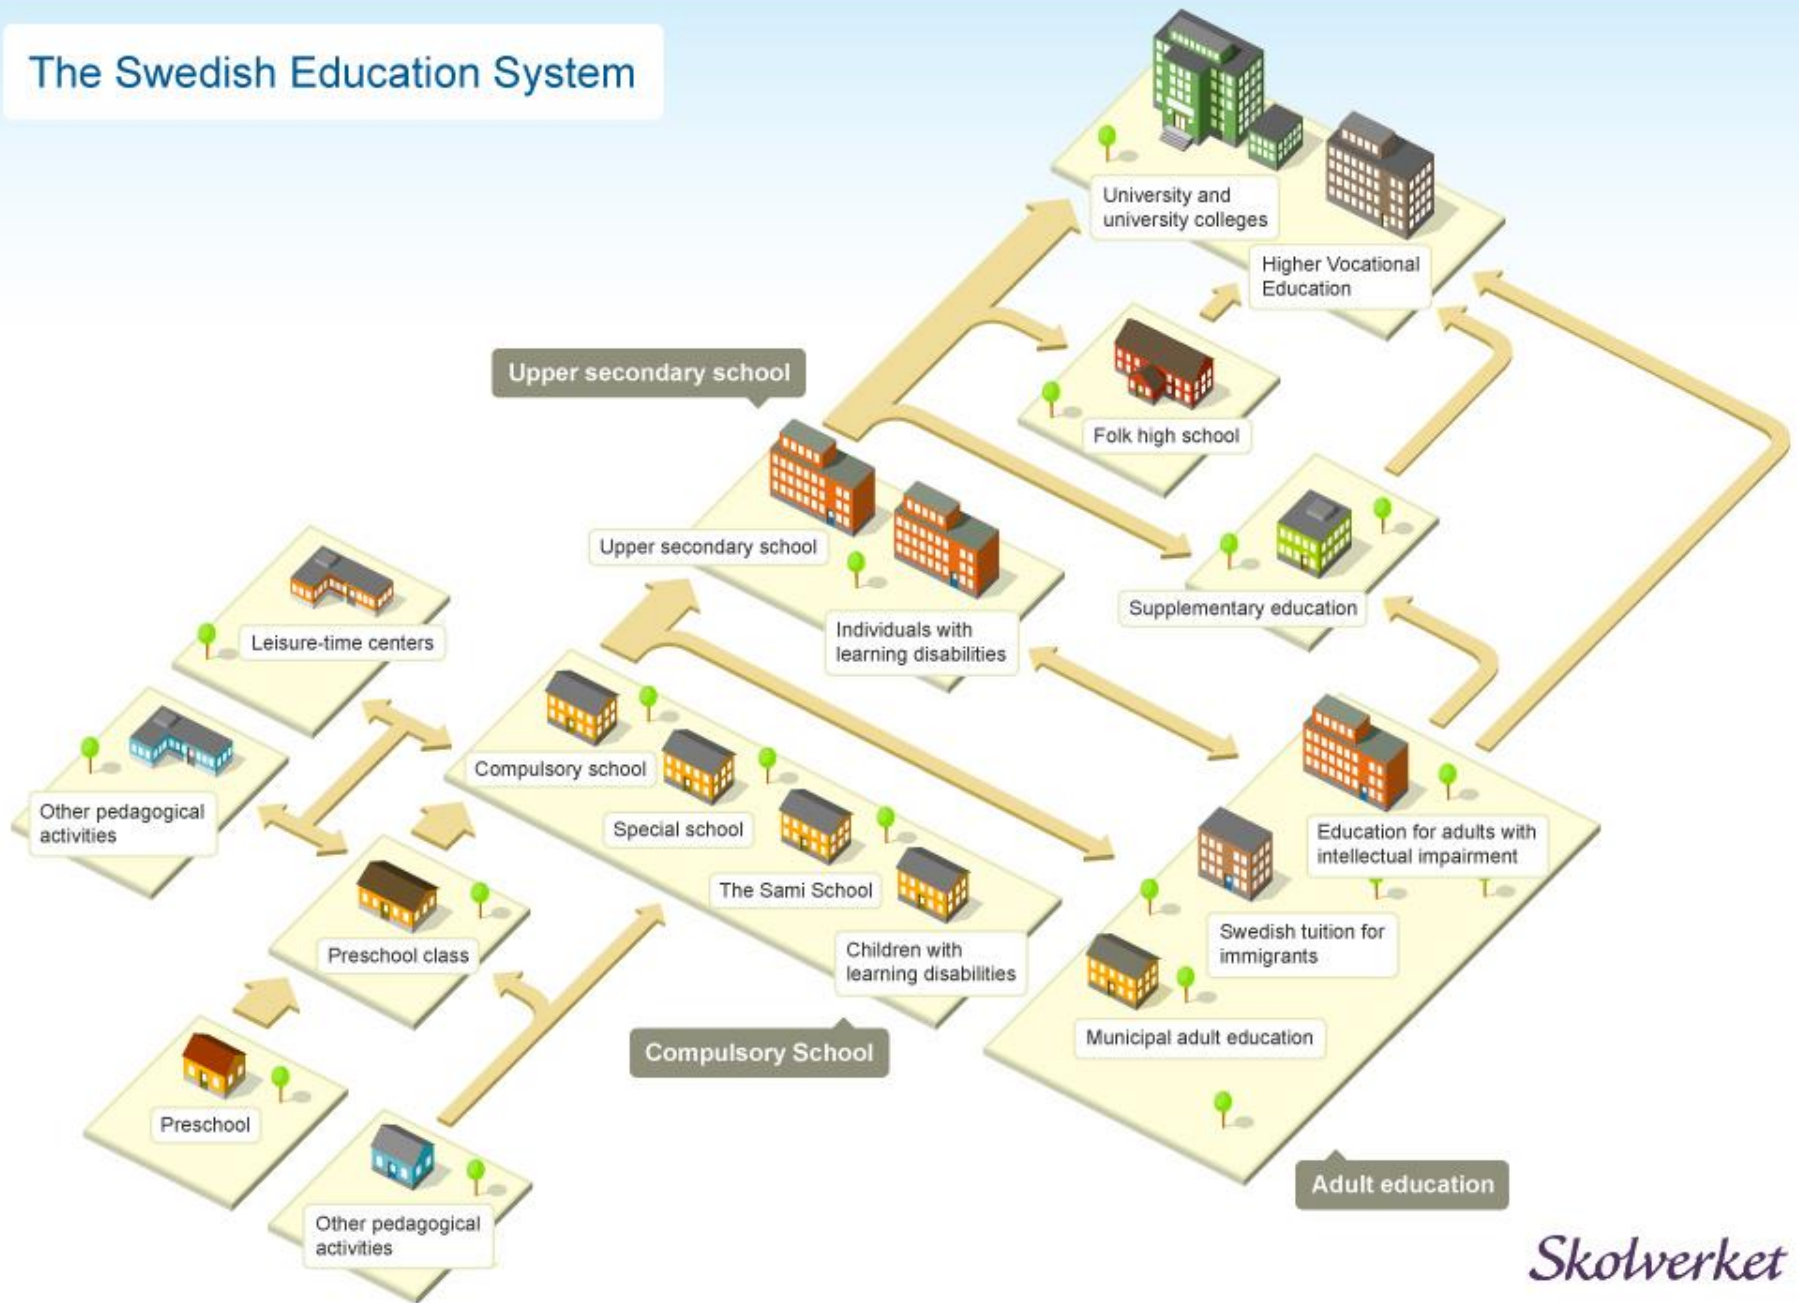 The Swedish Education System
University and
university colleges
Higher Vocational
Education
Upper secondary school
Folk high school
Upper secondary school
Individuals with
learning disabilities
Supplementary education
Leisure-time centers
Other pedagogical
activities
Compulsory school
Special school
The Sami School
Children with
learning disabilities
Education for adults with
intellectual impairment
Swedish tuition for
immigrants
Municipal adult education
Preschool class
Compulsory School
Preschool
Other pedagogical
activities
Adult education
Skolverket